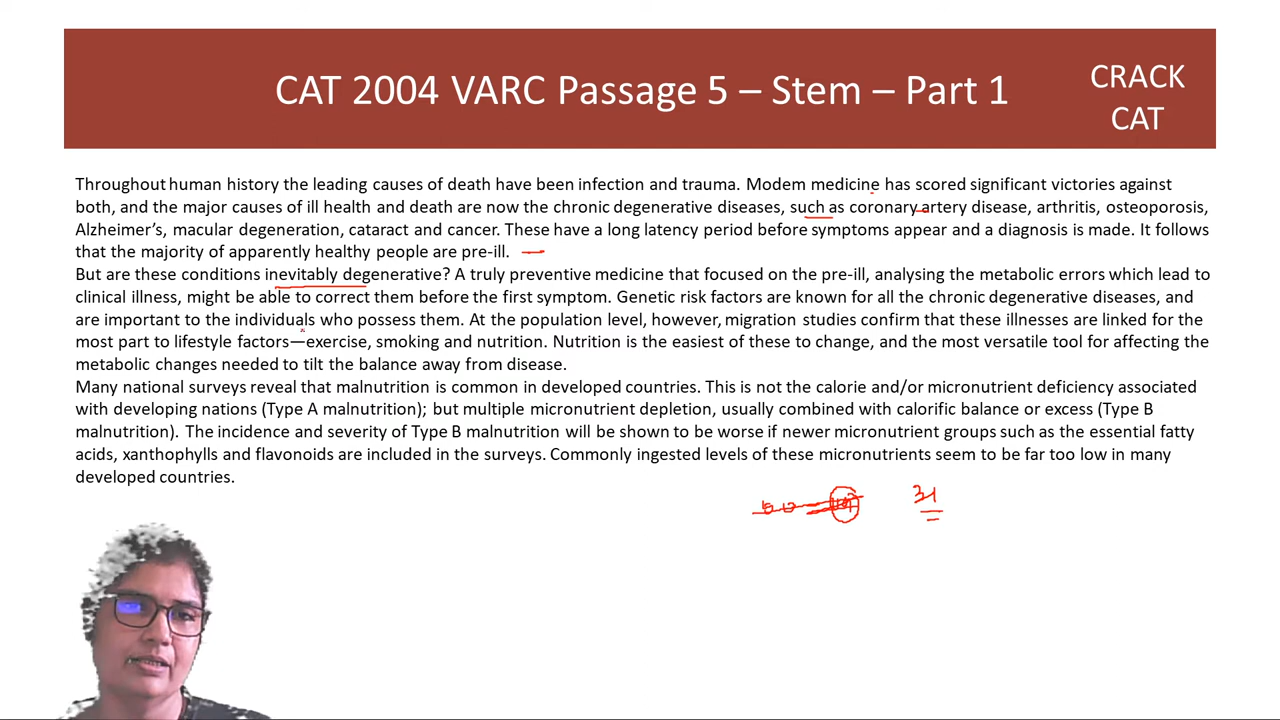 CAT 2004 VARC Passage 5 – Stem – Part 1
CRACK
CAT
Throughout human history the leading causes of death have been infection and trauma. Modem medicine has scored significant victories against
both, and the major causes of ill health and death are now the chronic degenerative diseases, such as coronary artery disease, arthritis, osteoporosis,
Alzheimer's, macular degeneration, cataract and cancer. These have a long latency period before symptoms appear and a diagnosis is made. It follows
that the majority of apparently healthy people are pre-ill.
But are these conditions inevitably degenerative? A truly preventive medicine that focused on the pre-ill, analysing the metabolic errors which lead to
clinical illness, might be able to correct them before the first symptom. Genetic risk factors are known for all the chronic degenerative diseases, and
are important to the individuals who possess them. At the population level, however, migration studies confirm that these illnesses are linked for the
most part to lifestyle factors—exercise, smoking and nutrition. Nutrition is the easiest of these to change, and the most versatile tool for affecting the
metabolic changes needed to tilt the balance away from disease.
Many national surveys reveal that malnutrition is common in developed countries. This is not the calorie and/or micronutrient deficiency associated
with developing nations (Type A malnutrition); but multiple micronutrient depletion, usually combined with calorific balance or excess (Type B
malnutrition). The incidence and severity of Type B malnutrition will be shown to be worse if newer micronutrient groups such as the essential fatty
acids, xanthophylls and flavonoids are included in the surveys. Commonly ingested levels of these micronutrients seem to be far too low in many
developed countries.